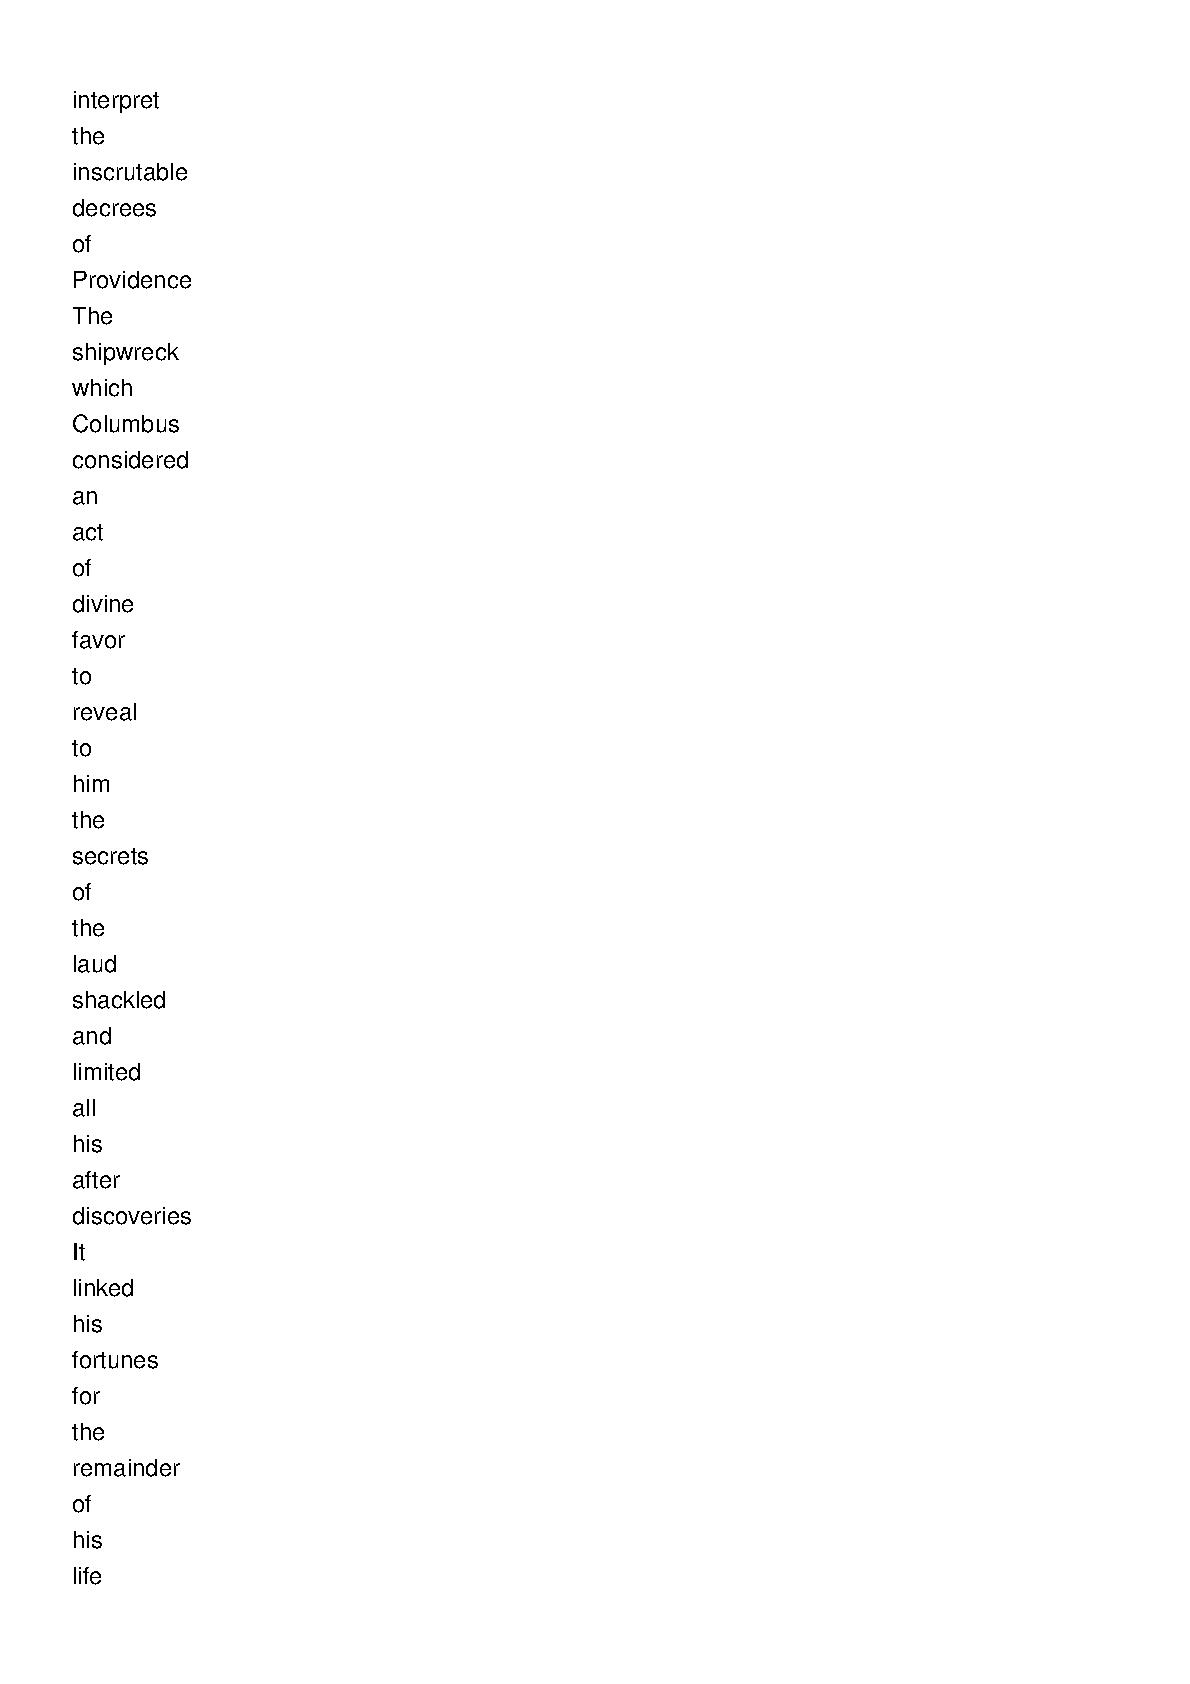 interpret
the
inscrutable
decrees
of
Providence
The
shipwreck
which
Columbus
considered
an
act
of
divine
favor
to
reveal
to
him
the
secrets
of
the
laud
shackled
and
limited
all
his
after
discoveries
It
linked
his
fortunes
for
the
remainder
of
his
life